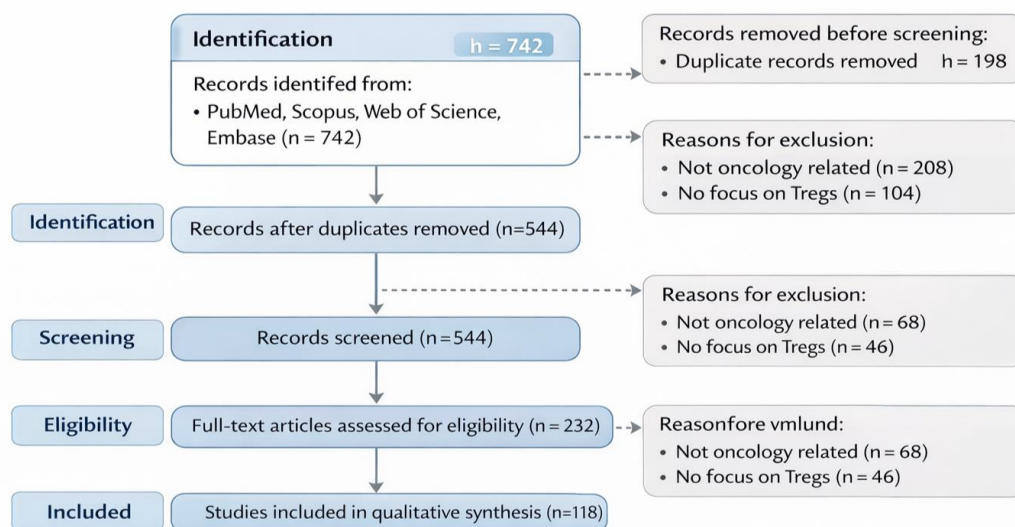 Identification
h = 742
Records identifed from:
• PubMed, Scopus, Web of Science,
Embase (n = 742)
Records removed before screening:
• Duplicate records removed h = 198
Reasons for exclusion:
• Not oncology related (n = 208)
• No focus on Tregs (n = 104)
Identification
Records after duplicates removed (n=544)
Reasons for exclusion:
• Not oncology related (n = 68)
• No focus on Tregs (n = 46)
Screening
Records screened (n = 544)
Eligibility
Full-text articles assessed for eligibility (n = 232)
Reasonfore vmlund:
• Not oncology related (n = 68)
• No focus on Tregs (n = 46)
Included
Studies included in qualitative synthesis (n=118)